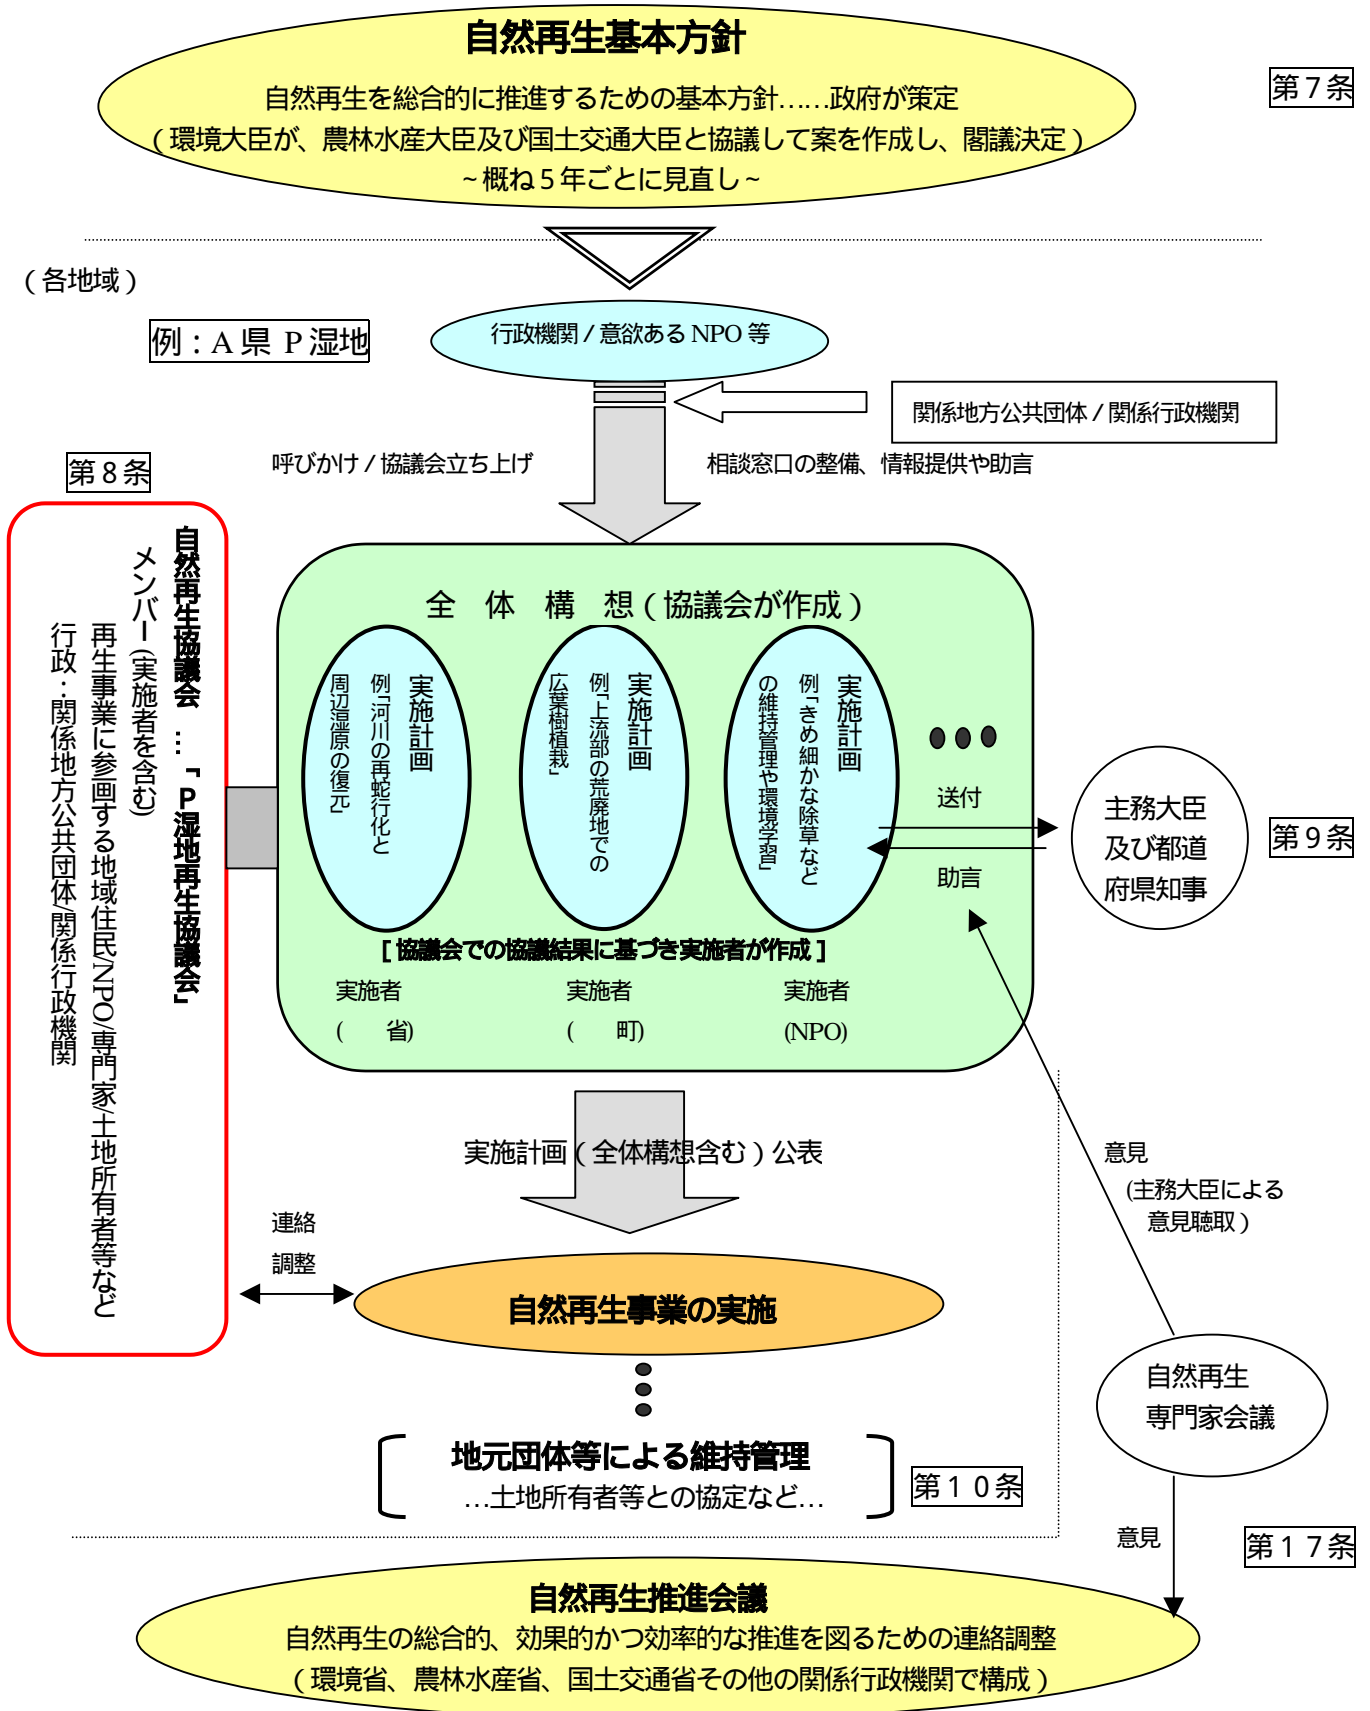 自然再生基本方針
自然再生を総合的に推進するための基本方針……政府が策定
（環境大臣が、農林水産大臣及び国土交通大臣と協議して案を作成し、閣議決定）
~概ね5年ごとに見直し~
第7条
（各地域）
例：A県 P湿地
行政機関/意欲あるNPO等
関係地方公共団体/関係行政機関
呼びかけ/協議会立ち上げ
相談窓口の整備、情報提供や助言
第8条
自然再生協議会 …「P湿地再生協議会」
メンバー(実施者を含む)
再生事業に参画する地域住民/NPO/専門家/土地所有者等など
行政：関係地方公共団体/関係行政機関
全 体 構 想（協議会が作成）
実施計画
例「河川の再蛇行化と
周辺湿原の復元」
実施計画
例「上流部の荒廃地での
広葉樹植栽」
実施計画
例「きめ細かな除草など
の維持管理や環境学習」
送付
助言
主務大臣
及び都道
府県知事
第9条
[協議会での協議結果に基づき実施者が作成]
実施者
(　　省)
実施者
(　　町)
実施者
(NPO)
実施計画（全体構想含む）公表
意見
(主務大臣による
意見聴取）
連絡
調整
自然再生事業の実施
自然再生
専門家会議
地元団体等による維持管理
…土地所有者等との協定など…
第10条
意見
第17条
自然再生推進会議
自然再生の総合的、効果的かつ効率的な推進を図るための連絡調整
（環境省、農林水産省、国土交通省その他の関係行政機関で構成）